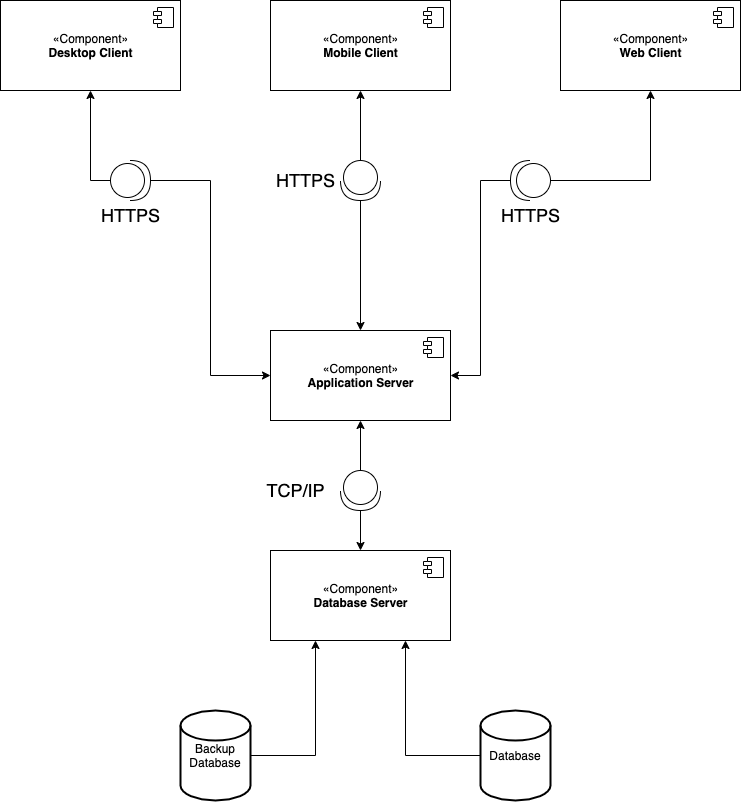 «Component»
Desktop Client
«Component»
Mobile Client
«Component»
Web Client
HTTPS
HTTPS
HTTPS
«Component»
Application Server
TCP/IP
«Component»
Database Server
Backup
Database
Database